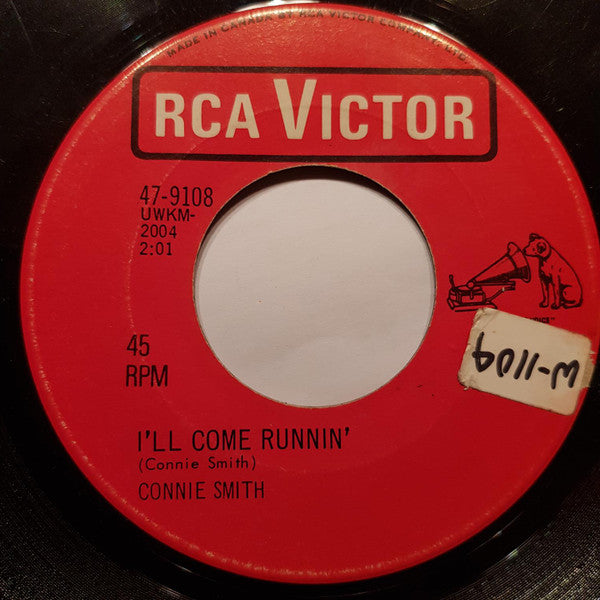 MADE IN CANADA BY RCA VICTOR COMPANY, LTD.
RCA VICTOR
47-9108
UWKM-
2004
2:01
45
RPM
I'LL COME RUNNIN'
(Connie Smith)
CONNIE SMITH